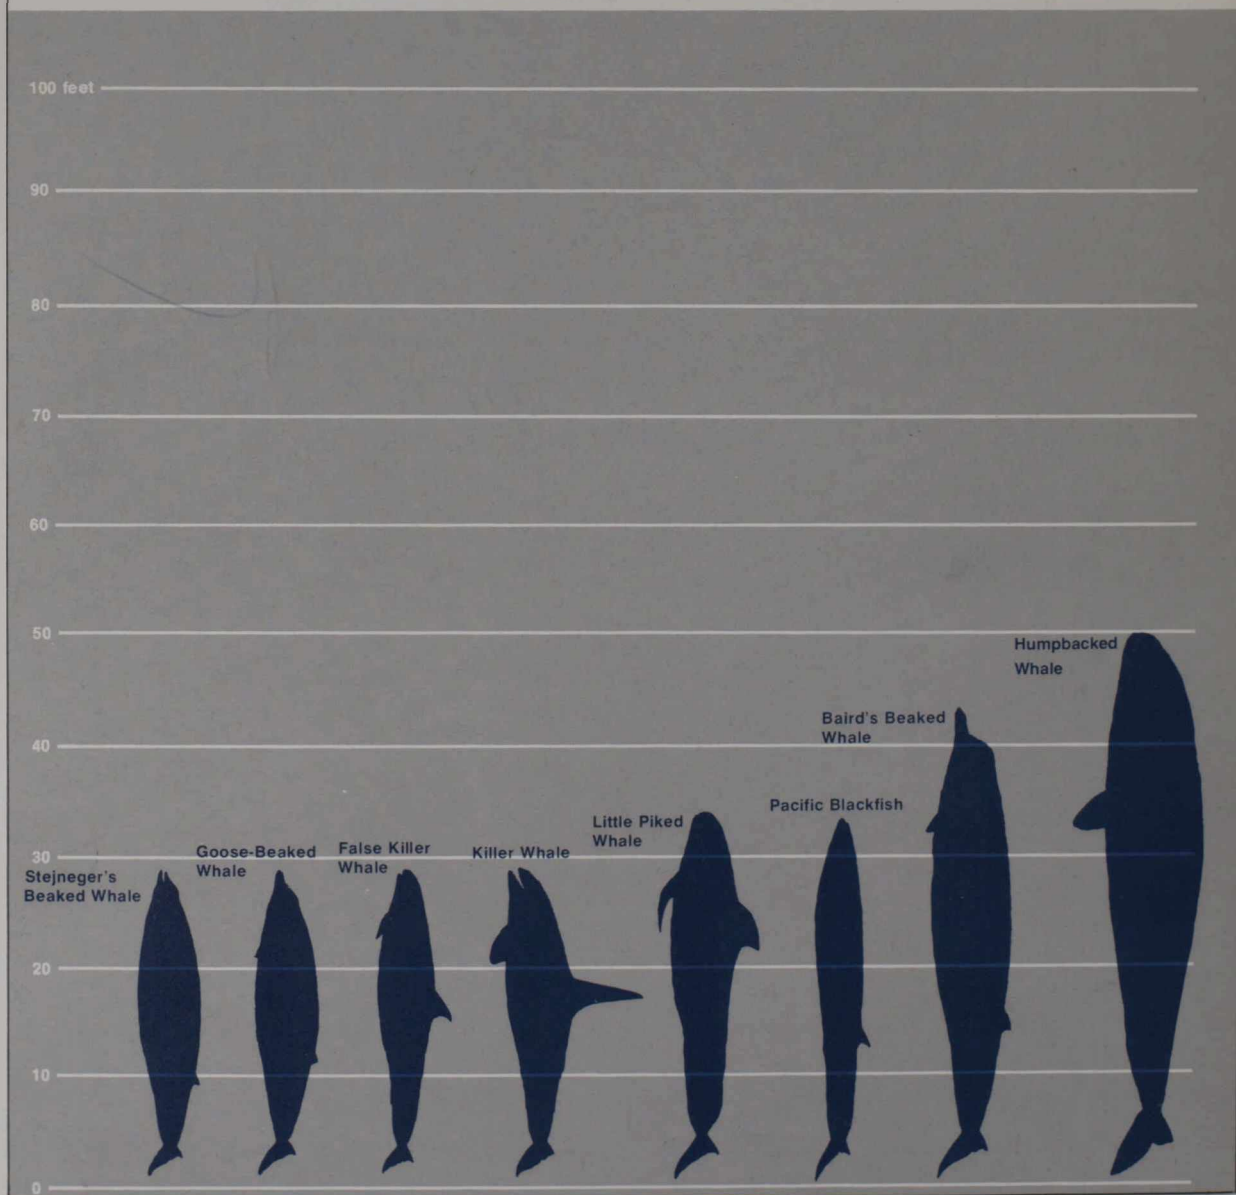 100 feet
90
80
70
60
50
40
30
20
10
0
Stejneger's
Beaked Whale
Goose-Beaked
Whale
False Killer
Whale
Killer Whale
Little Piked
Whale
Pacific Blackfish
Baird's Beaked
Whale
Humpbacked
Whale